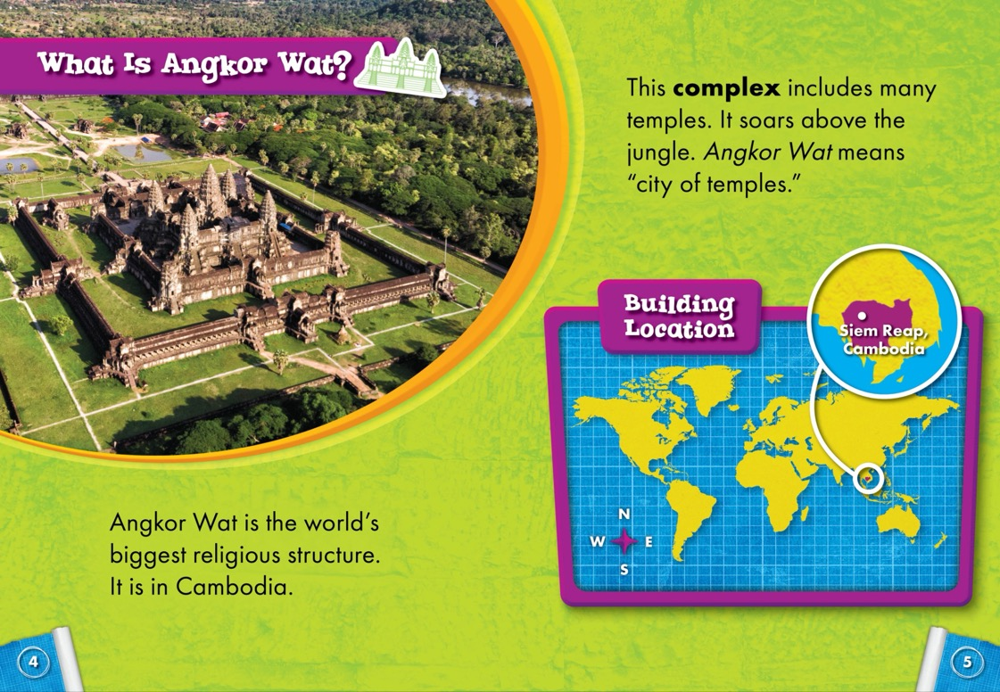 What Is Angkor Wat?
Angkor Wat is the world’s
biggest religious structure.
It is in Cambodia.
4
This complex includes many
temples. It soars above the
jungle. Angkor Wat means
“city of temples.”
Building
Location
Siem Reap,
Cambodia
N
W E
S
5